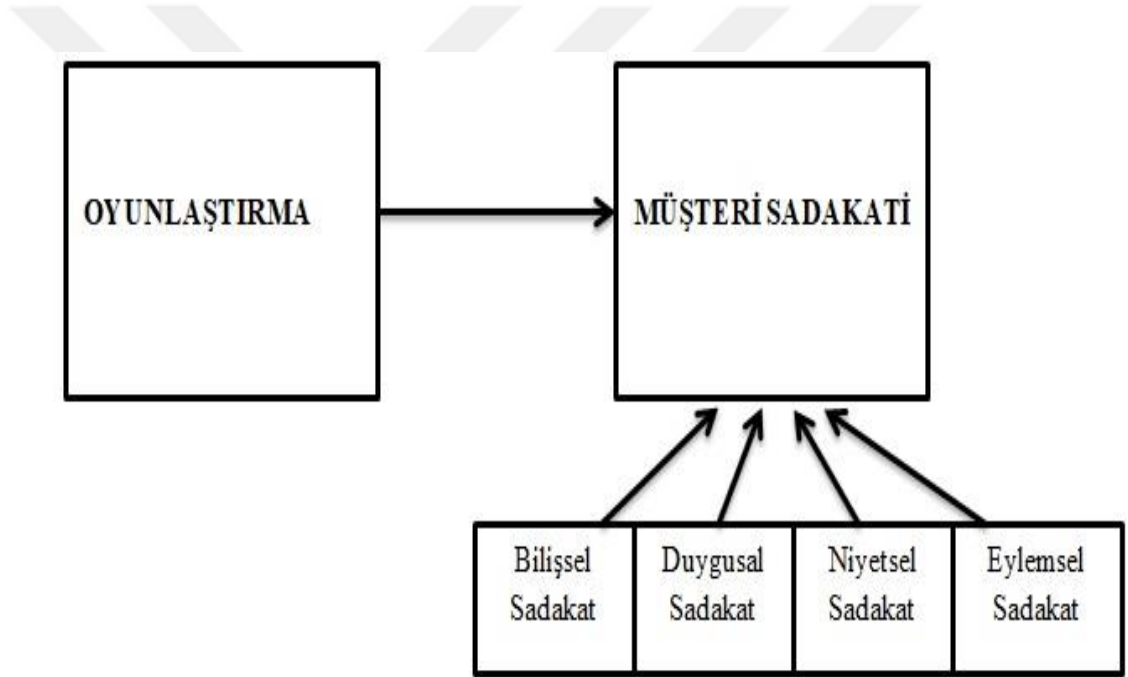 OYUNLAŞTIRMA
MÜŞTERİ SADAKATİ
Bilişsel
Sadakat
Duygusal
Sadakat
Niyetsel
Sadakat
Eylemsel
Sadakat